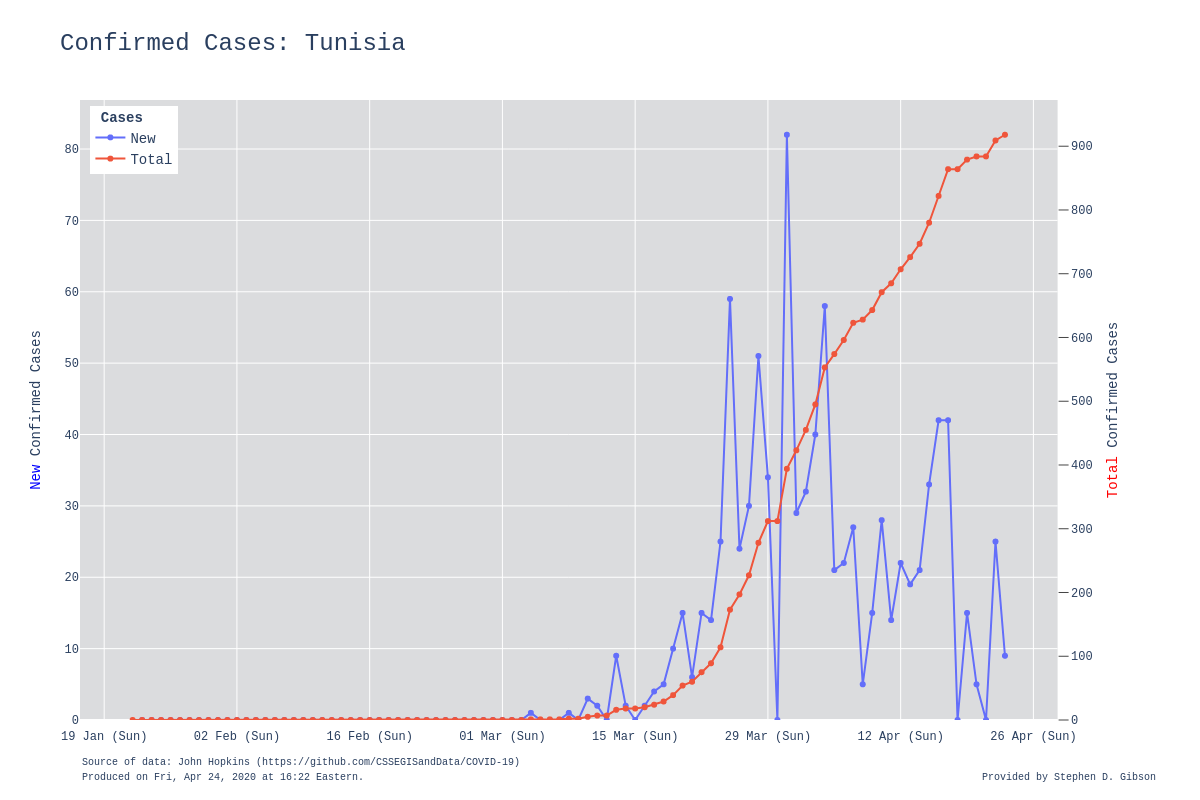 Confirmed Cases: Tunisia
Cases
New
Total
80
70
60
50
40
30
20
10
0
New Confirmed Cases
900
800
700
600
500
400
300
200
100
0
Total Confirmed Cases
19 Jan (Sun) 02 Feb (Sun) 16 Feb (Sun) 01 Mar (Sun) 15 Mar (Sun) 29 Mar (Sun) 12 Apr (Sun) 26 Apr (Sun)
Source of data: John Hopkins (https://github.com/CSSEGISandData/COVID-19)
Produced on Fri, Apr 24, 2020 at 16:22 Eastern.
Provided by Stephen D. Gibson